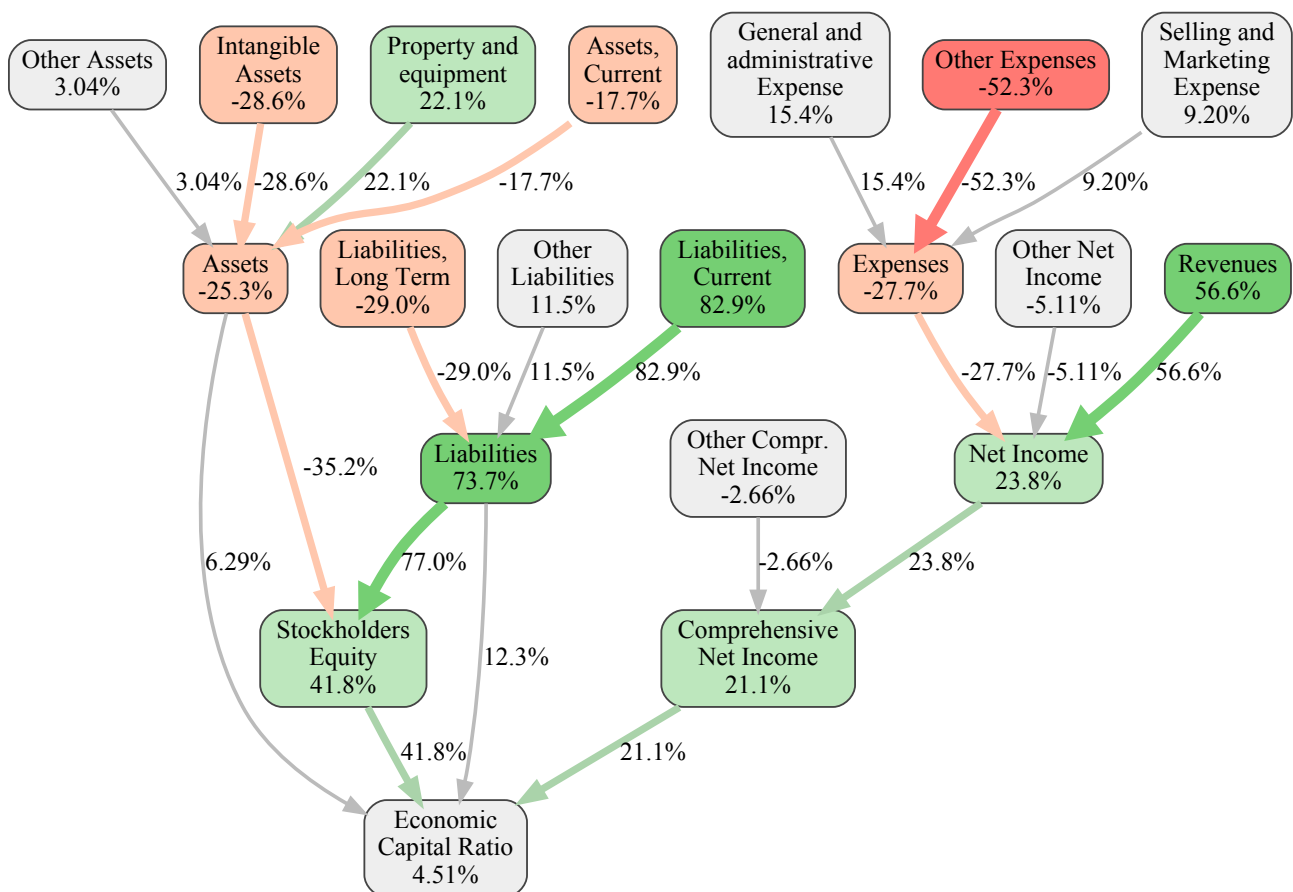 Other Assets
3.04%
Intangible
Assets
-28.6%
Property and
equipment
22.1%
Assets,
Current
-17.7%
General and
administrative
Expense
15.4%
Other Expenses
-52.3%
Selling and
Marketing
Expense
9.20%
3.04%
-28.6%
22.1%
-17.7%
15.4%
-52.3%
9.20%
Assets
-25.3%
Liabilities,
Long Term
-29.0%
Other
Liabilities
11.5%
Liabilities,
Current
82.9%
Expenses
-27.7%
Other Net
Income
-5.11%
Revenues
56.6%
-29.0%
11.5%
82.9%
-27.7%
-5.11%
56.6%
Liabilities
73.7%
Other Compr.
Net Income
-2.66%
Net Income
23.8%
-35.2%
6.29%
77.0%
-2.66%
23.8%
Stockholders
Equity
41.8%
12.3%
Comprehensive
Net Income
21.1%
41.8%
21.1%
Economic
Capital Ratio
4.51%